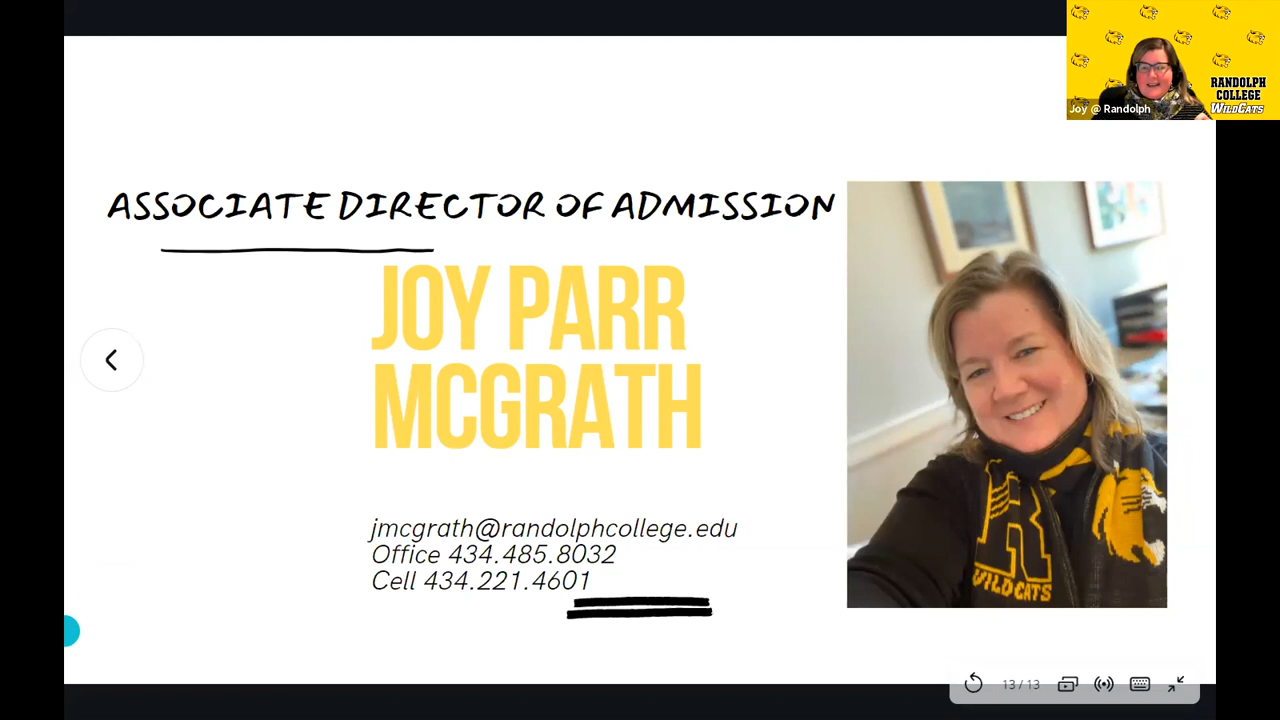 RANDOLPH
COLLEGE
WILDCATS
Joy @ Randolph
ASSOCIATE DIRECTOR OF ADMISSION
JOY PARR
MCGRATH
jmcgrath@randolphcollege.edu
Office 434.485.8032
Cell 434.221.4601
R
WILDCATS
13 / 13